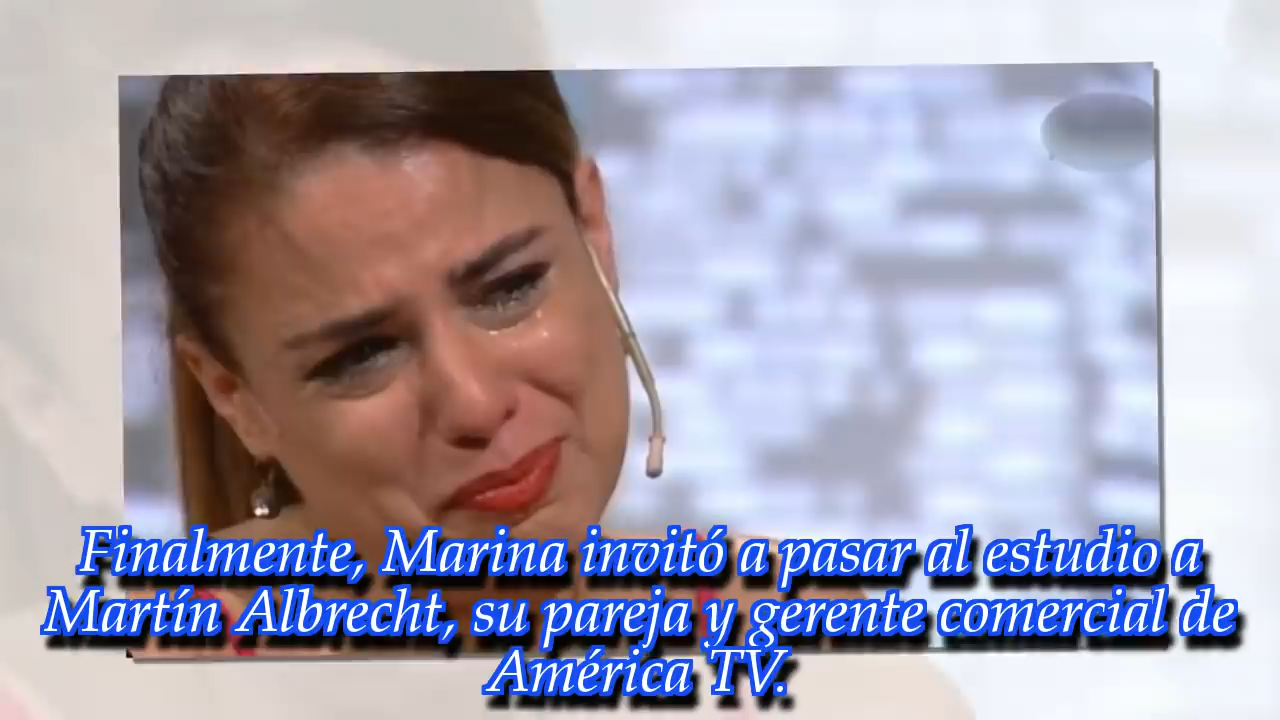 Finalmente, Marina invitó a pasar al estudio a
Martín Albrecht, su pareja y gerente comercial de
América TV.